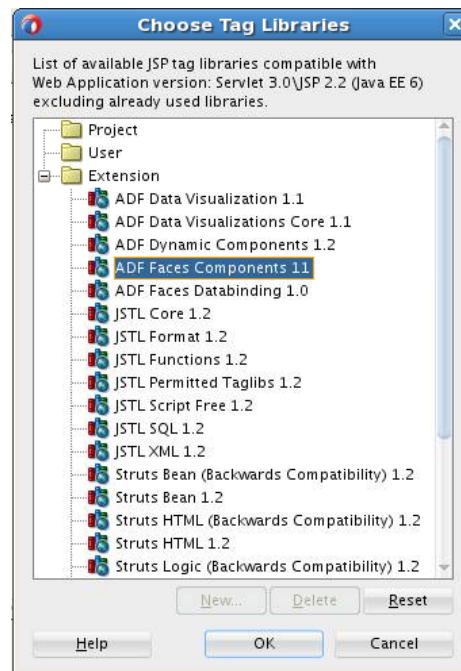 Choose Tag Libraries
List of available JSP tag libraries compatible with
Web Application version: Servlet 3.0\JSP 2.2 (Java EE 6)
excluding already used libraries.
Project
User
Extension
ADF Data Visualization 1.1
ADF Data Visualizations Core 1.1
ADF Dynamic Components 1.2
ADF Faces Components 11
ADF Faces Databinding 1.0
JSTL Core 1.2
JSTL Format 1.2
JSTL Functions 1.2
JSTL Permitted Taglibs 1.2
JSTL Script Free 1.2
JSTL SQL 1.2
JSTL XML 1.2
Struts Bean (Backwards Compatibility) 1.2
Struts Bean 1.2
Struts HTML (Backwards Compatibility) 1.2
Struts HTML 1.2
Struts Logic (Backwards Compatibility) 1.2
New... Delete Reset
Help OK Cancel